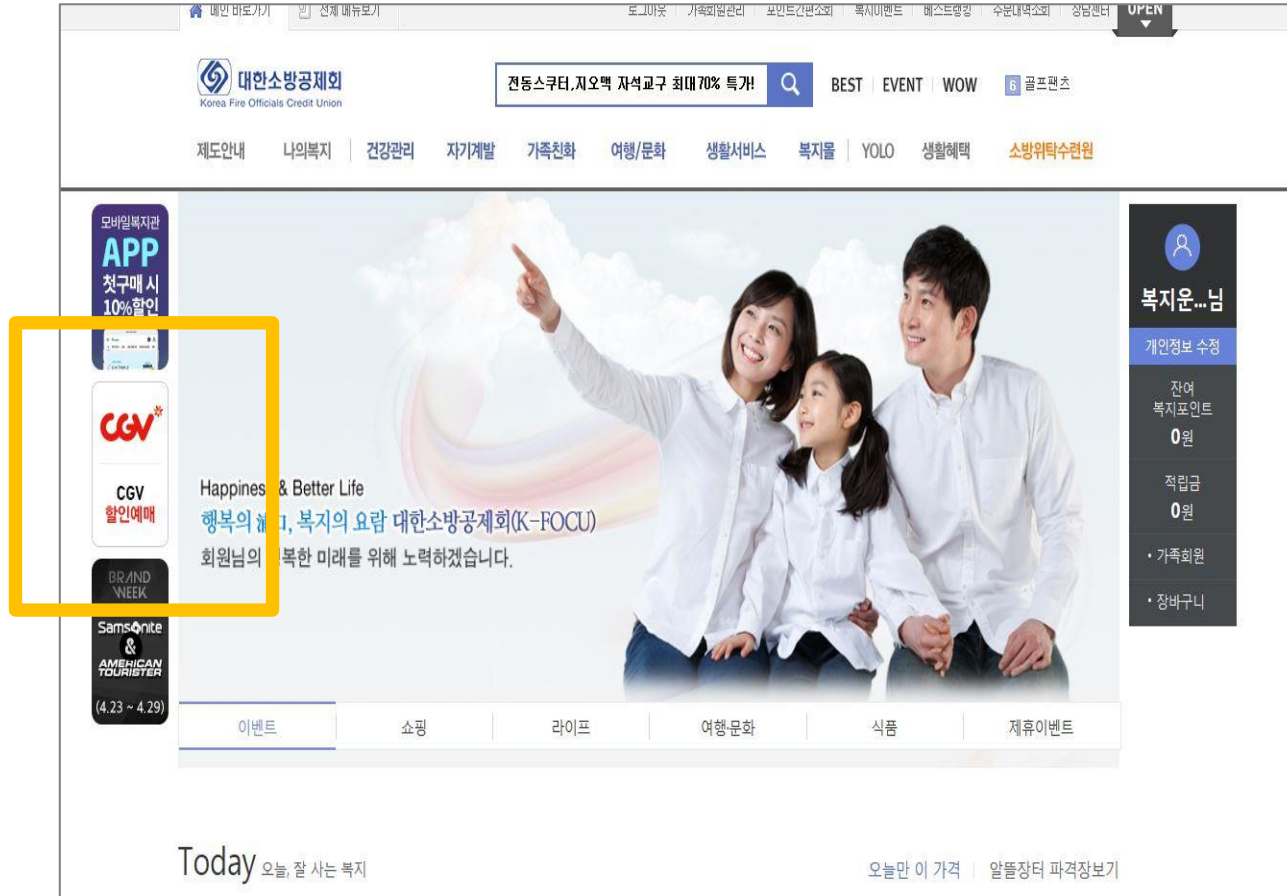 메인 바로가기
전체 메뉴보기
로그아웃 가족회원관리 포인트간편조회 복지이벤트 베스트랭킹 주문내역조회 상담센터 OPEN
대한소방공제회
Korea Fire Officials Credit Union
전동스쿠터,지오맥 자석교구 최대70% 특가!
BEST EVENT WOW
6 골프팬츠
제도안내 나의복지 건강관리 자기계발 가족친화 여행/문화 생활서비스 복지몰 YOLO 생활혜택 소방위탁수련원
모바일복지관
APP
첫구매 시
10%할인
CGV
CGV
할인예매
BRAND
WEEK
Samsonite
&
AMERICAN
TOURISTER
(4.23 ~ 4.29)
Happiness & Better Life
행복의 복지의 요람 대한소방공제회(K-FOCU)
회원님의 행복한 미래를 위해 노력하겠습니다.
복지운...님
개인정보 수정
잔여
복지포인트
0원
적립금
0원
• 가족회원
• 장바구니
이벤트 쇼핑 라이프 여행·문화 식품 제휴이벤트
Today 오늘, 잘 사는 복지
오늘만 이 가격 알뜰장터 파격장보기